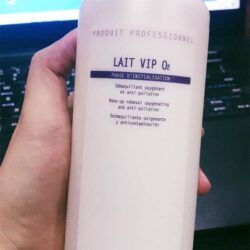 PRODUIT PROFESSIONNEL
LAIT VIP O₂
PHASE D'INITIALISATION
Démaquillant oxygénant
et anti-pollution
Make-up removal oxygenating
and anti-pollution
Desmaquillante oxigenante
y anticontaminación